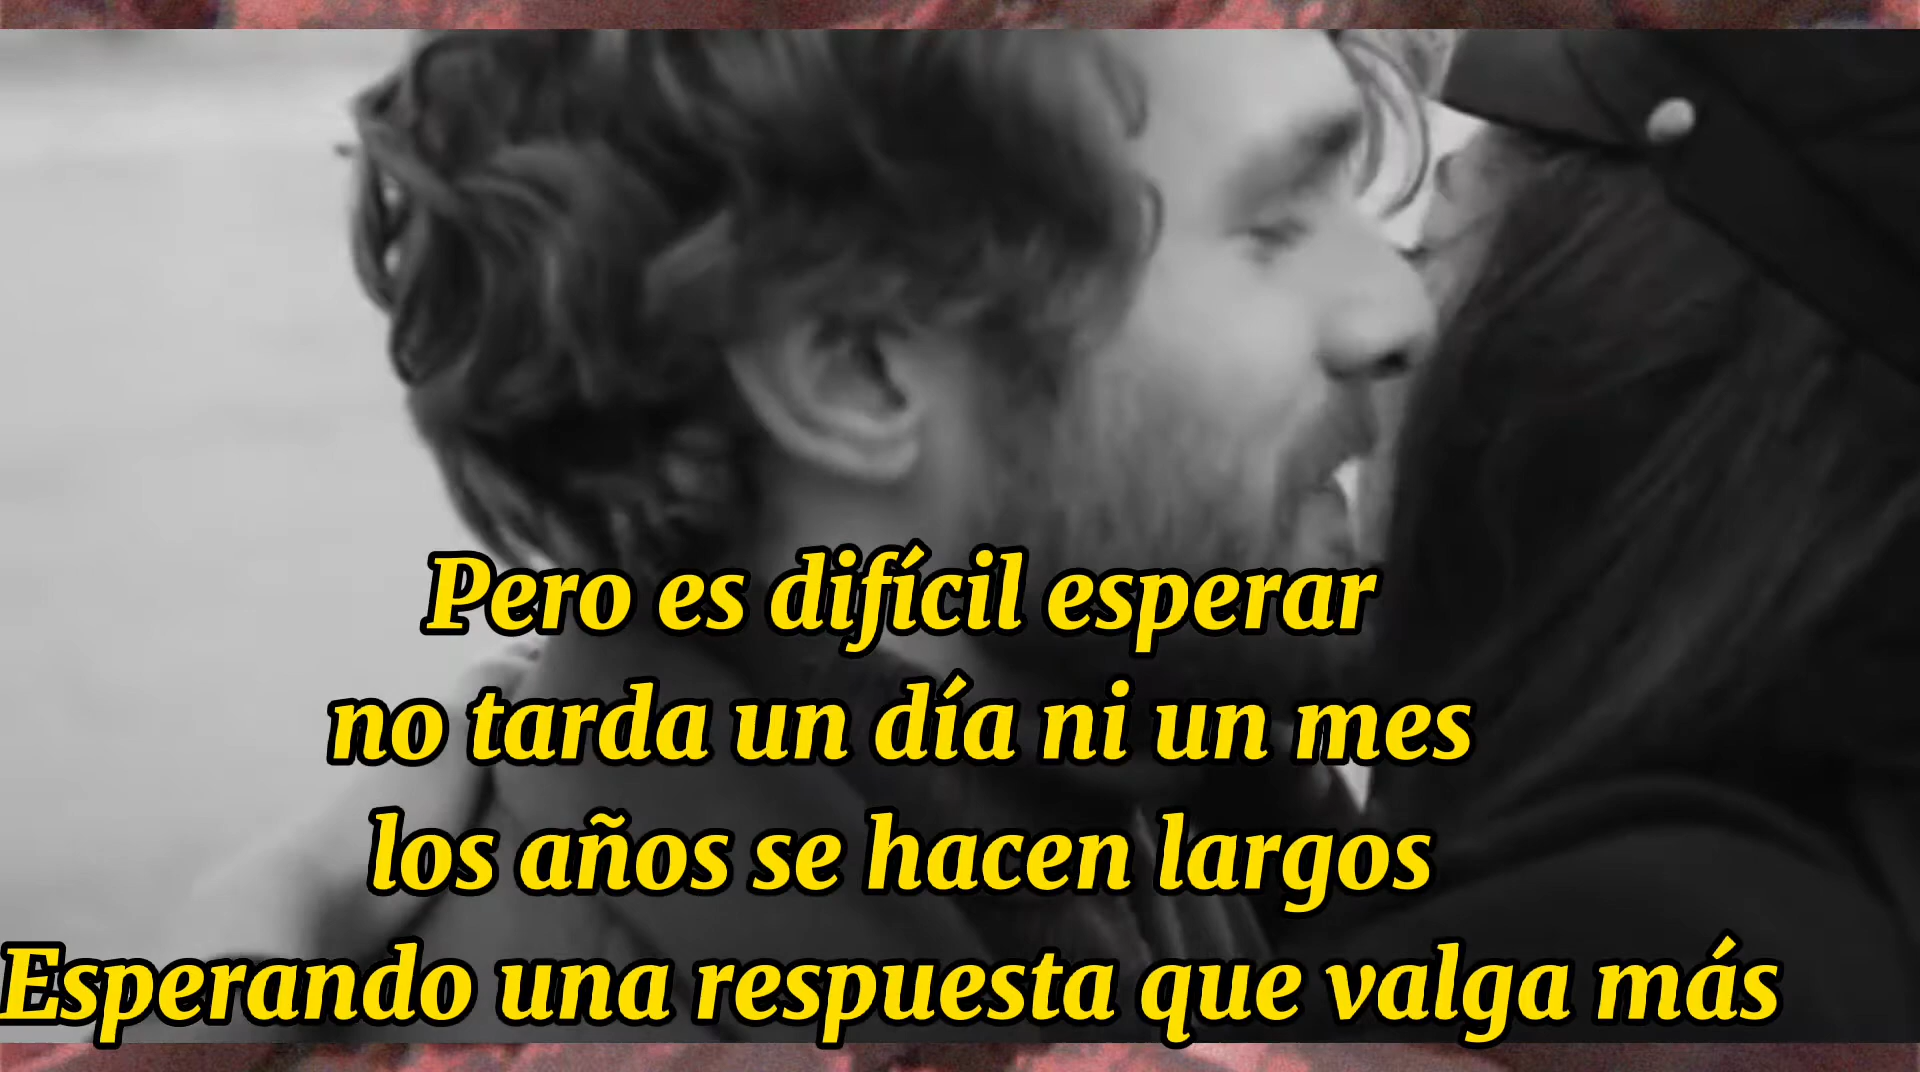 Pero es difícil esperar
no tarda un día ni un mes
los años se hacen largos
Esperando una respuesta que valga más